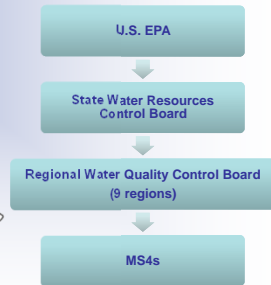 U.S. EPA
State Water Resources
Control Board
Regional Water Quality Control Board
(9 regions)
MS4s